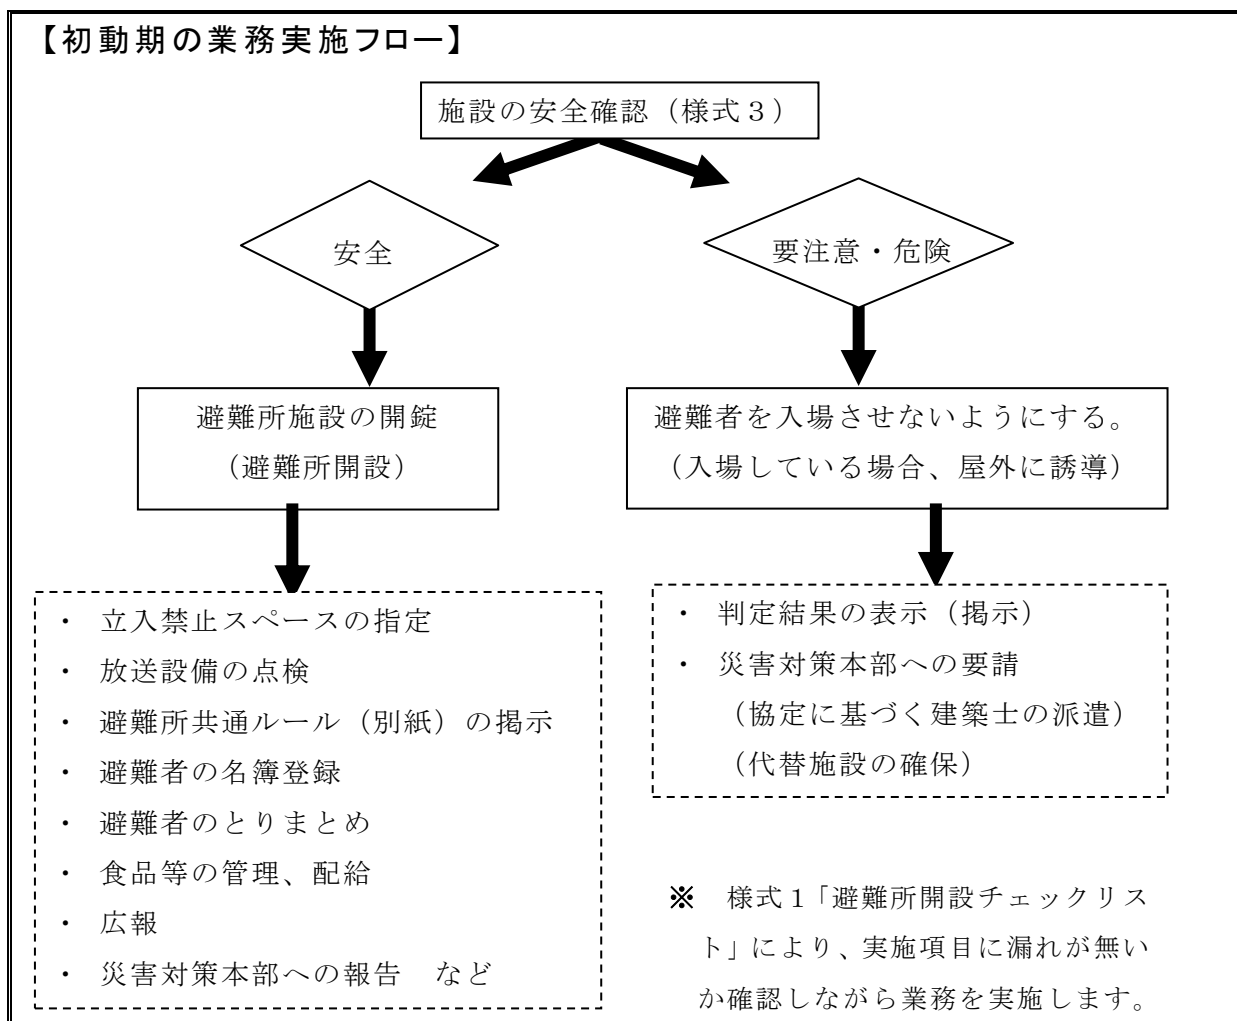 【初動期の業務実施フロー】
施設の安全確認（様式３）
安全
要注意・危険
避難所施設の開錠
（避難所開設）
避難者を入場させないようにする。
（入場している場合、屋外に誘導）
・ 立入禁止スペースの指定
・ 放送設備の点検
・ 避難所共通ルール（別紙）の掲示
・ 避難者の名簿登録
・ 避難者のとりまとめ
・ 食品等の管理、配給
・ 広報
・ 災害対策本部への報告　など
・ 判定結果の表示（掲示）
・ 災害対策本部への要請
（協定に基づく建築士の派遣）
（代替施設の確保）
※　様式１「避難所開設チェックリス
ト」により、実施項目に漏れが無い
か確認しながら業務を実施します。